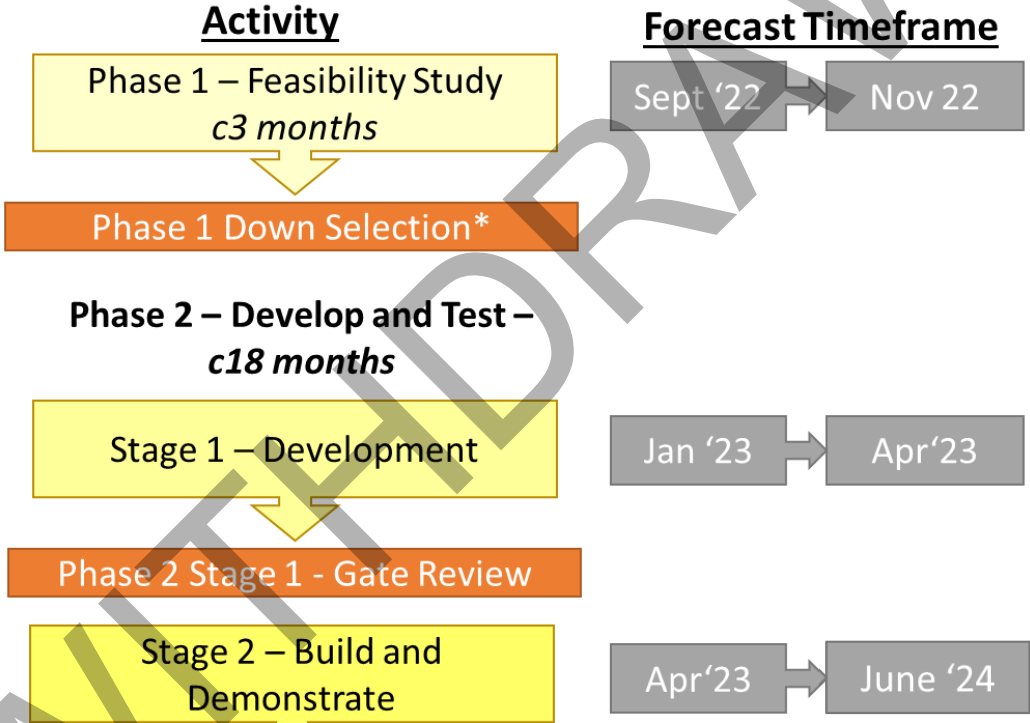 Activity
Forecast Timeframe
Phase 1 – Feasibility Study
c3 months
Sept ‘22
Nov 22
Phase 1 Down Selection*
Phase 2 – Develop and Test –
c18 months
Stage 1 – Development
Jan ‘23
Apr‘23
Phase 2 Stage 1 - Gate Review
Stage 2 – Build and
Demonstrate
Apr‘23
June ‘24
WITHDRAW